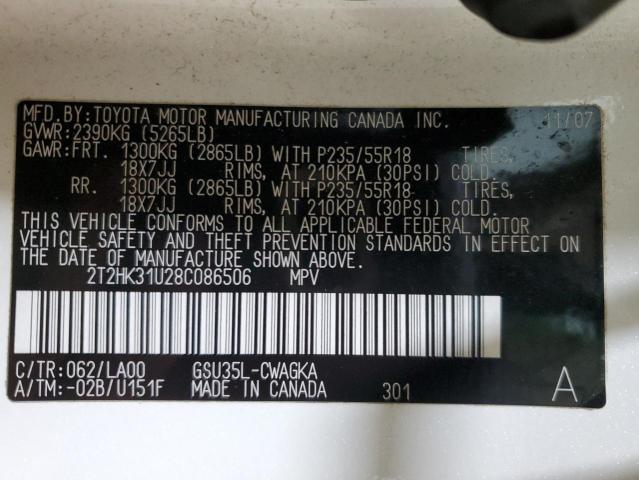 MFD.BY:TOYOTA MOTOR MANUFACTURING CANADA INC. 11/07
GVWR:2390KG (5265LB)
GAWR:FRT. 1300KG (2865LB) WITH P235/55R18 TIRES,
18X7JJ RIMS, AT 210KPA (30PSI) COLD.
RR. 1300KG (2865LB) WITH P235/55R18 TIRES,
18X7JJ RIMS, AT 210KPA (30PSI) COLD.
THIS VEHICLE CONFORMS TO ALL APPLICABLE FEDERAL MOTOR
VEHICLE SAFETY AND THEFT PREVENTION STANDARDS IN EFFECT ON
THE DATE OF MANUFACTURE SHOWN ABOVE.
2T2HK31U28C086506 MPV
C/TR:062/LA00 GSU35L-CWAGKA
A/TM:-02B/U151F MADE IN CANADA 301 A